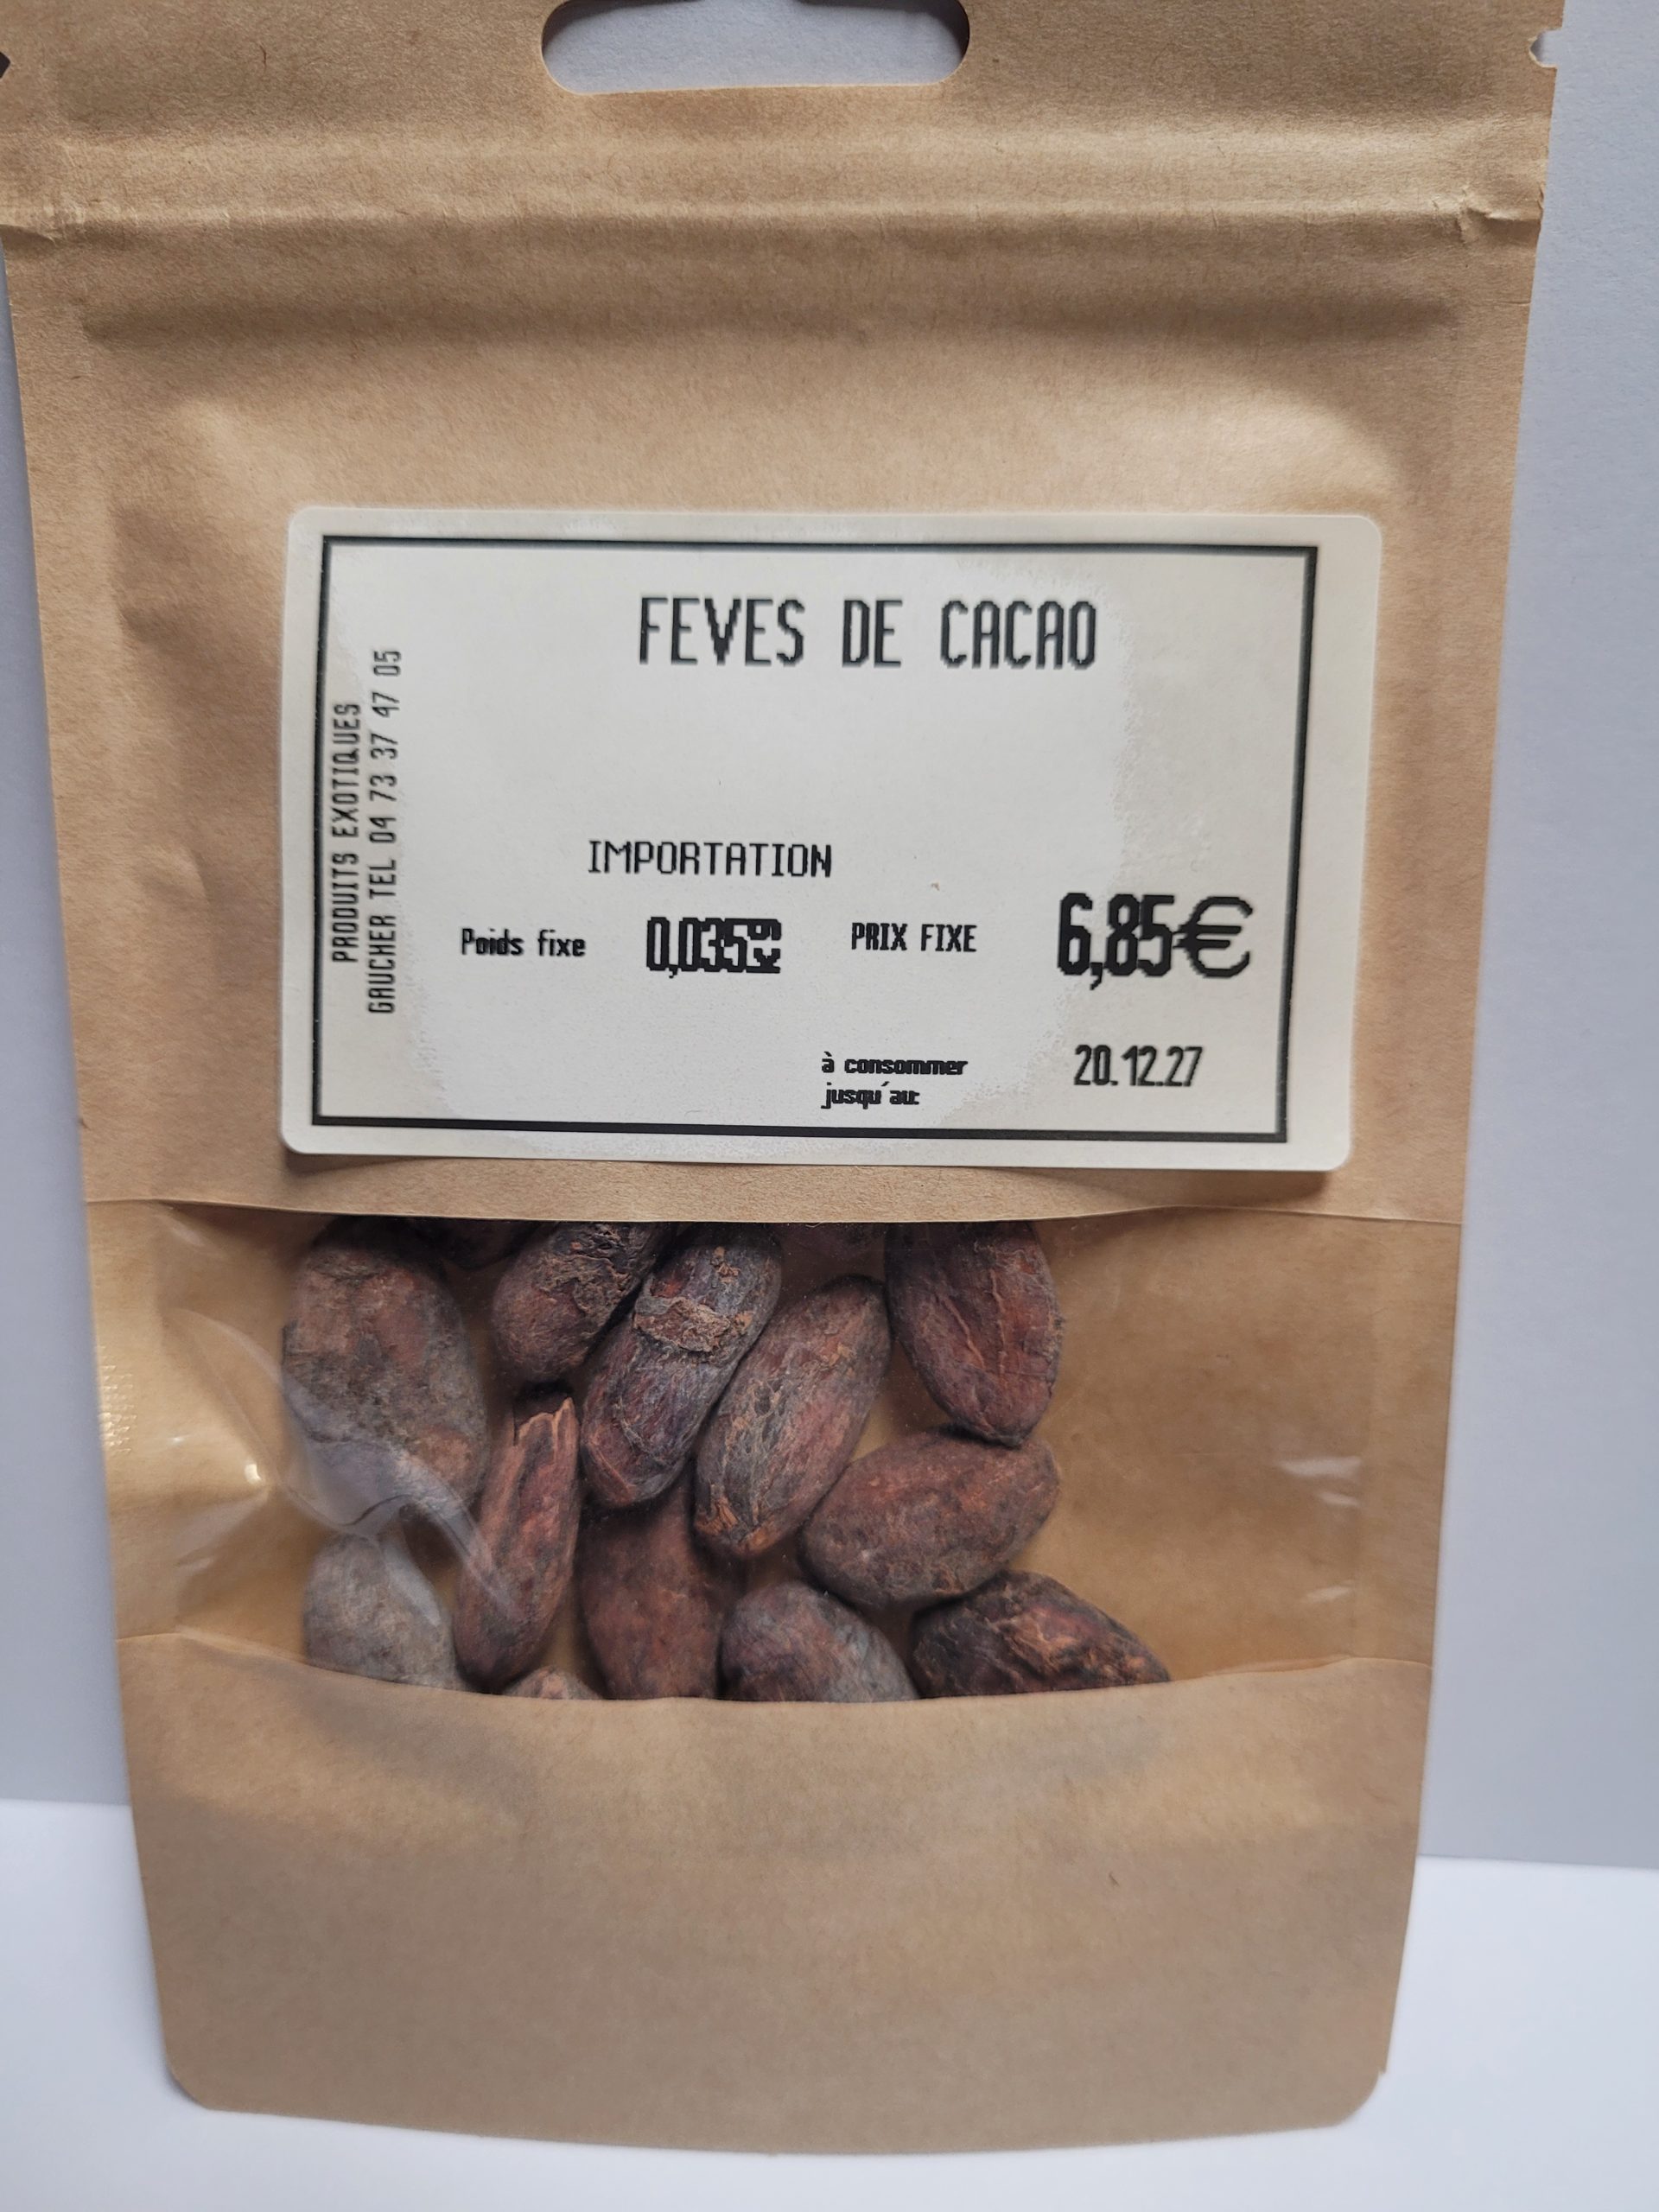 FEVES DE CACAO
PRODUITS EXOTIQUES
GAUCHER TEL 04 73 37 47 05
IMPORTATION
Poids fixe 0,035kg PRIX FIXE 6,85€
à consommer 20.12.27
jusqu'au: